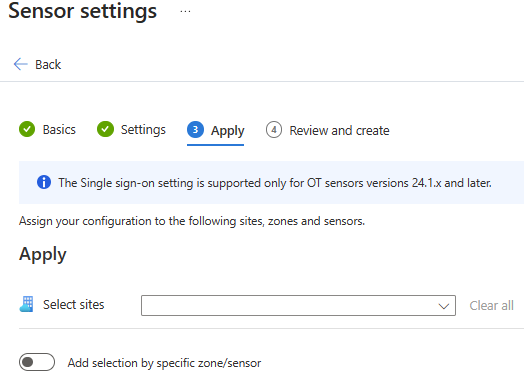 Sensor settings ...
Back
Basics Settings 3 Apply 4 Review and create
The Single sign-on setting is supported only for OT sensors versions 24.1.x and later.
Assign your configuration to the following sites, zones and sensors.
Apply
Select sites Clear all
Add selection by specific zone/sensor